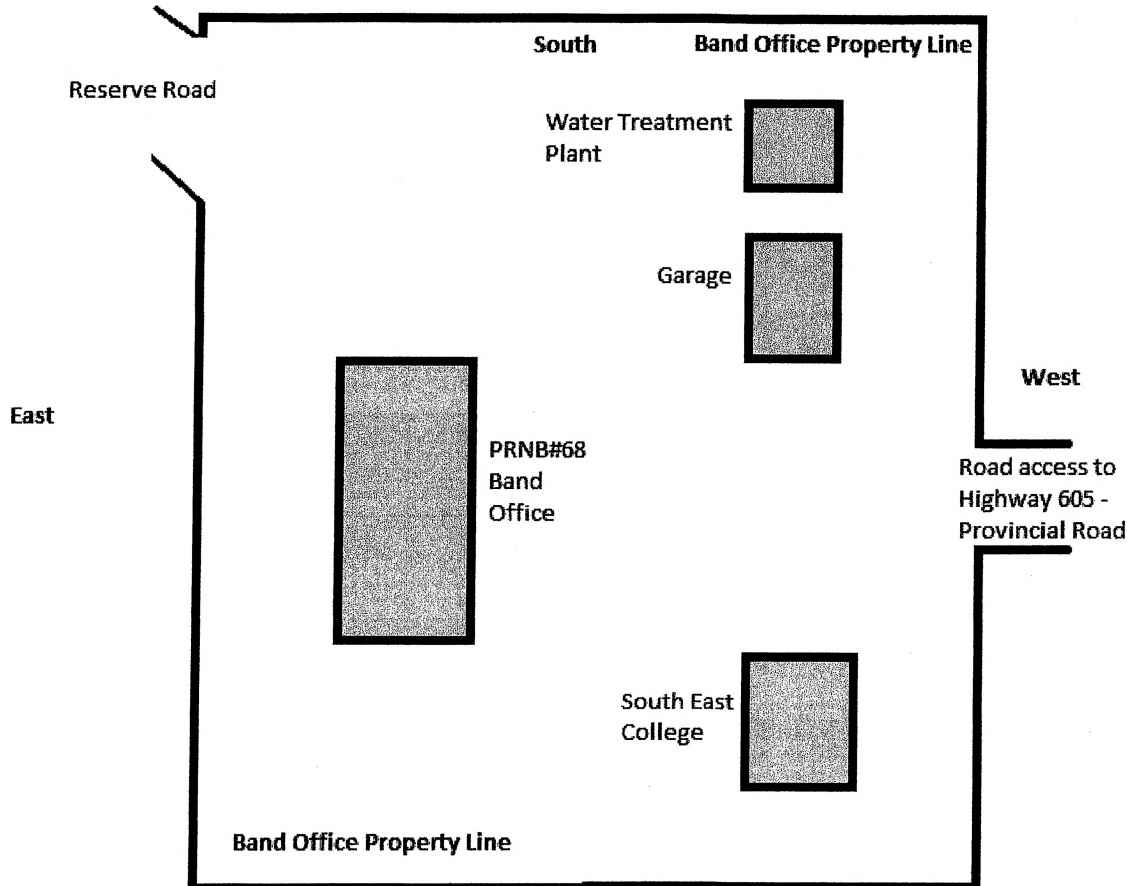 South
Band Office Property Line
Reserve Road
Water Treatment
Plant
Garage
West
East
PRNB#68
Band
Office
Road access to
Highway 605 -
Provincial Road
South East
College
Band Office Property Line